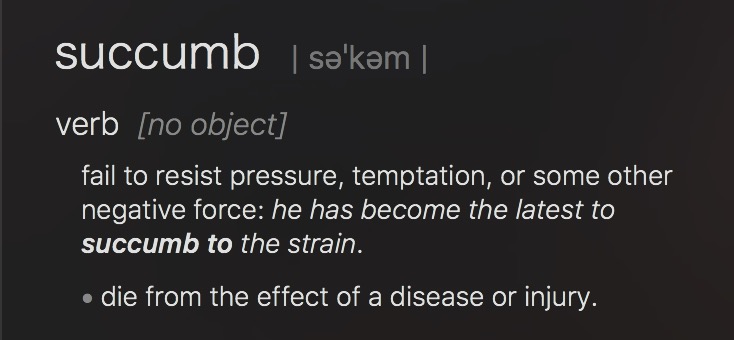 succumb | səˈkəm |
verb [no object]
fail to resist pressure, temptation, or some other
negative force: he has become the latest to
succumb to the strain.
• die from the effect of a disease or injury.